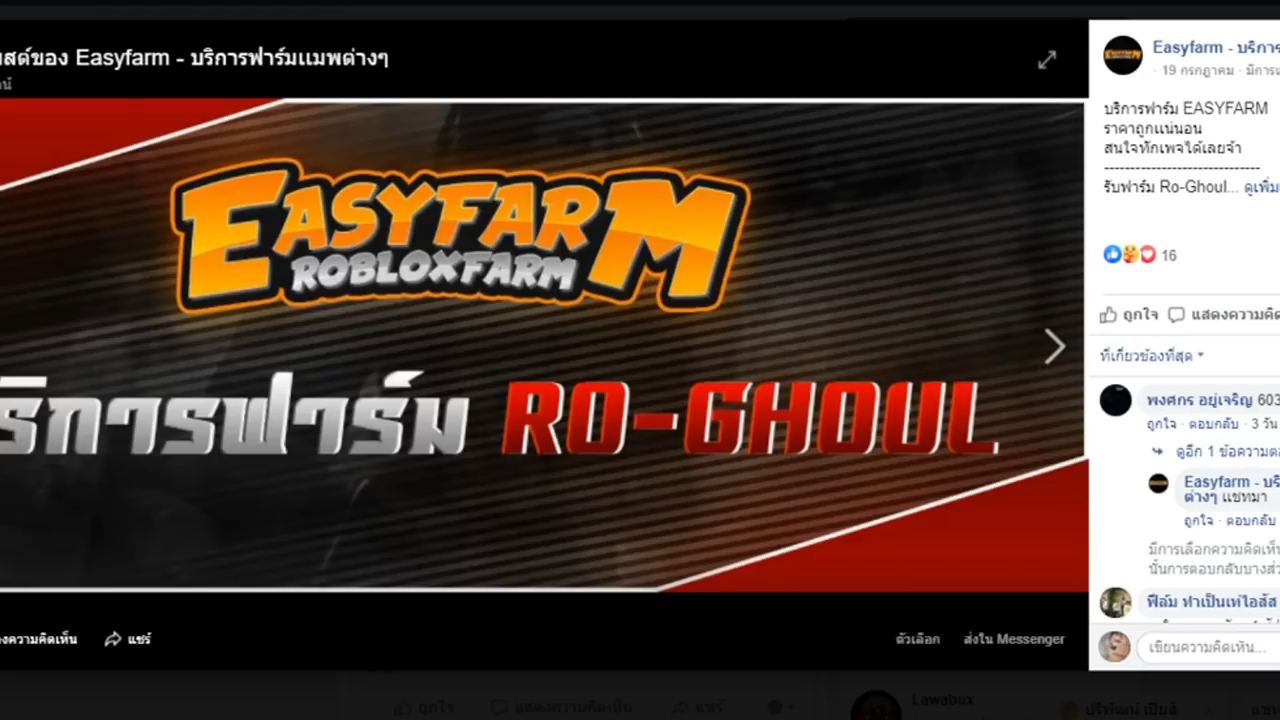 สต์ของ Easyfarm - บริการฟาร์มแมพต่างๆ
EASYFARM
ROBLOXFARM
ริการฟาร์ม RO-GHOUL
งความคิดเห็น แชร์
ตัวเลือก ส่งใน Messenger
Easyfarm - บริการ
· 19 กรกฎาคม ·
บริการฟาร์ม EASYFARM
ราคาถูกแน่นอน
สนใจทักเพจได้เลยจ้า
--------------------------------
รับฟาร์ม Ro-Ghoul... ดูเพิ่ม
16
ถูกใจ แสดงความคิด
ที่เกี่ยวข้องที่สุด
พงศกร อยู่เจริญ 603
ถูกใจ · ตอบกลับ · 3 วัน
ดูอีก 1 ข้อความต
Easyfarm - บริ
ต่างๆ แชทมา
ถูกใจ · ตอบกลับ
มีการเลือกความคิดเห็น
นั้นการตอบกลับบางส่ว
ฟิล์ม ทำเป็นเท่ไอสัส
เขียนความคิดเห็น...
ถูกใจ แสดงความคิดเห็น แชร์
Lawabux